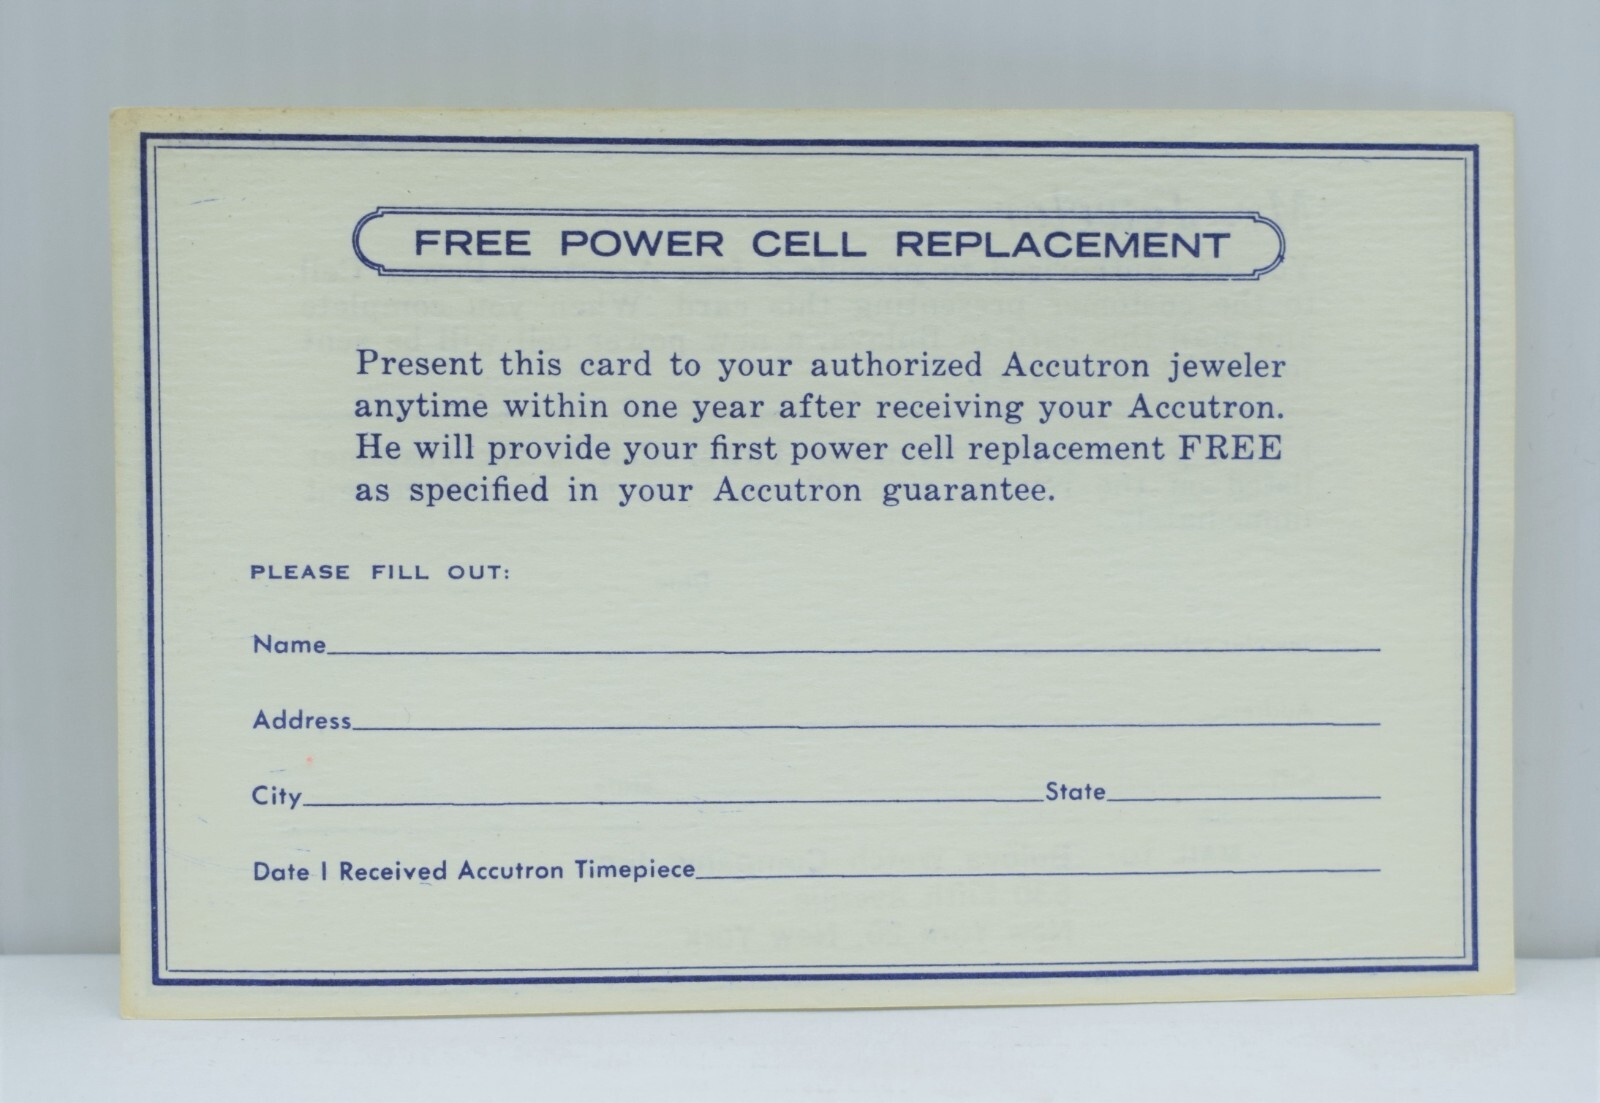 FREE POWER CELL REPLACEMENT
Present this card to your authorized Accutron jeweler
anytime within one year after receiving your Accutron.
He will provide your first power cell replacement FREE
as specified in your Accutron guarantee.
PLEASE FILL OUT:
Name
Address
City State
Date I Received Accutron Timepiece